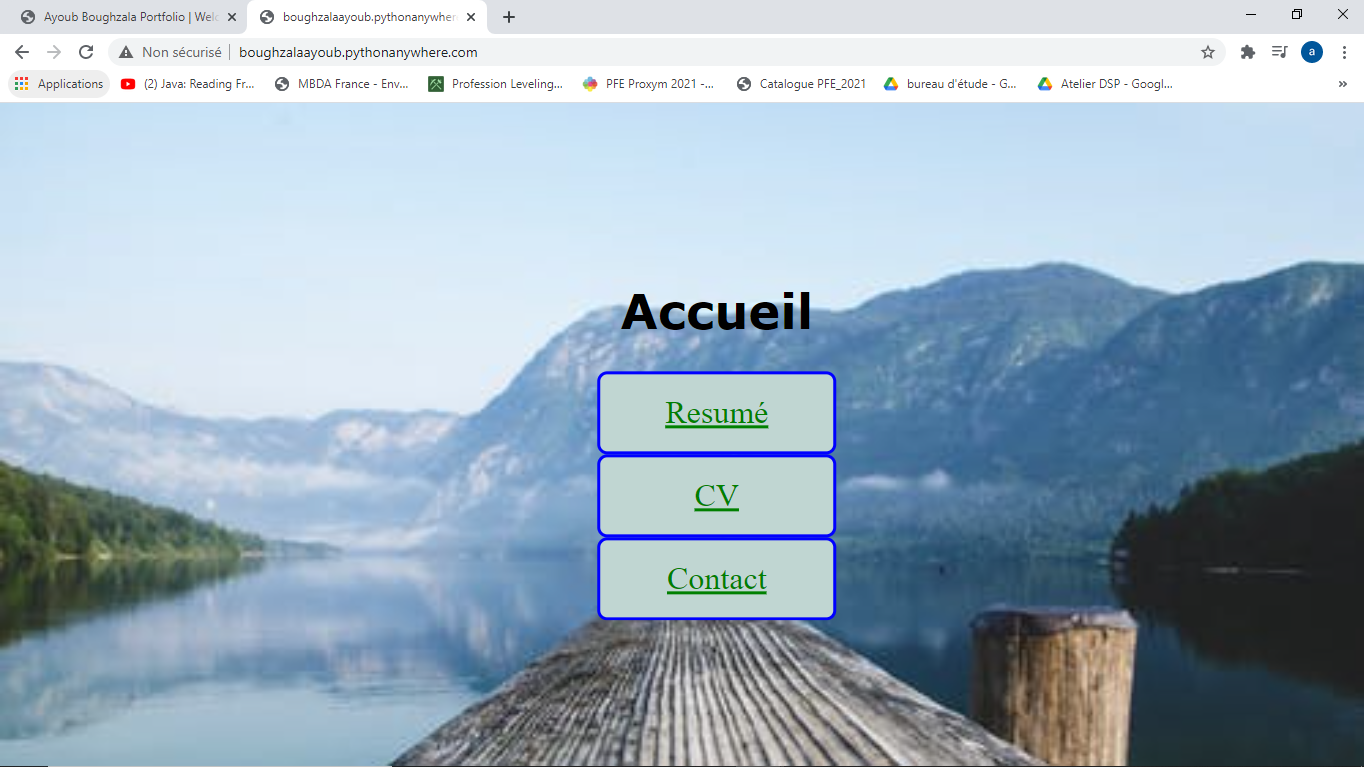 Ayoub Boughzala Portfolio | Welc
boughzalaayoub.pythonanywhere
Non sécurisé
boughzalaayoub.pythonanywhere.com
a
Applications
(2) Java: Reading Fr...
MBDA France - Env...
Profession Leveling...
PFE Proxym 2021 -...
Catalogue PFE_2021
bureau d'étude - G...
Atelier DSP - Googl...
»
Accueil
Resumé
CV
Contact